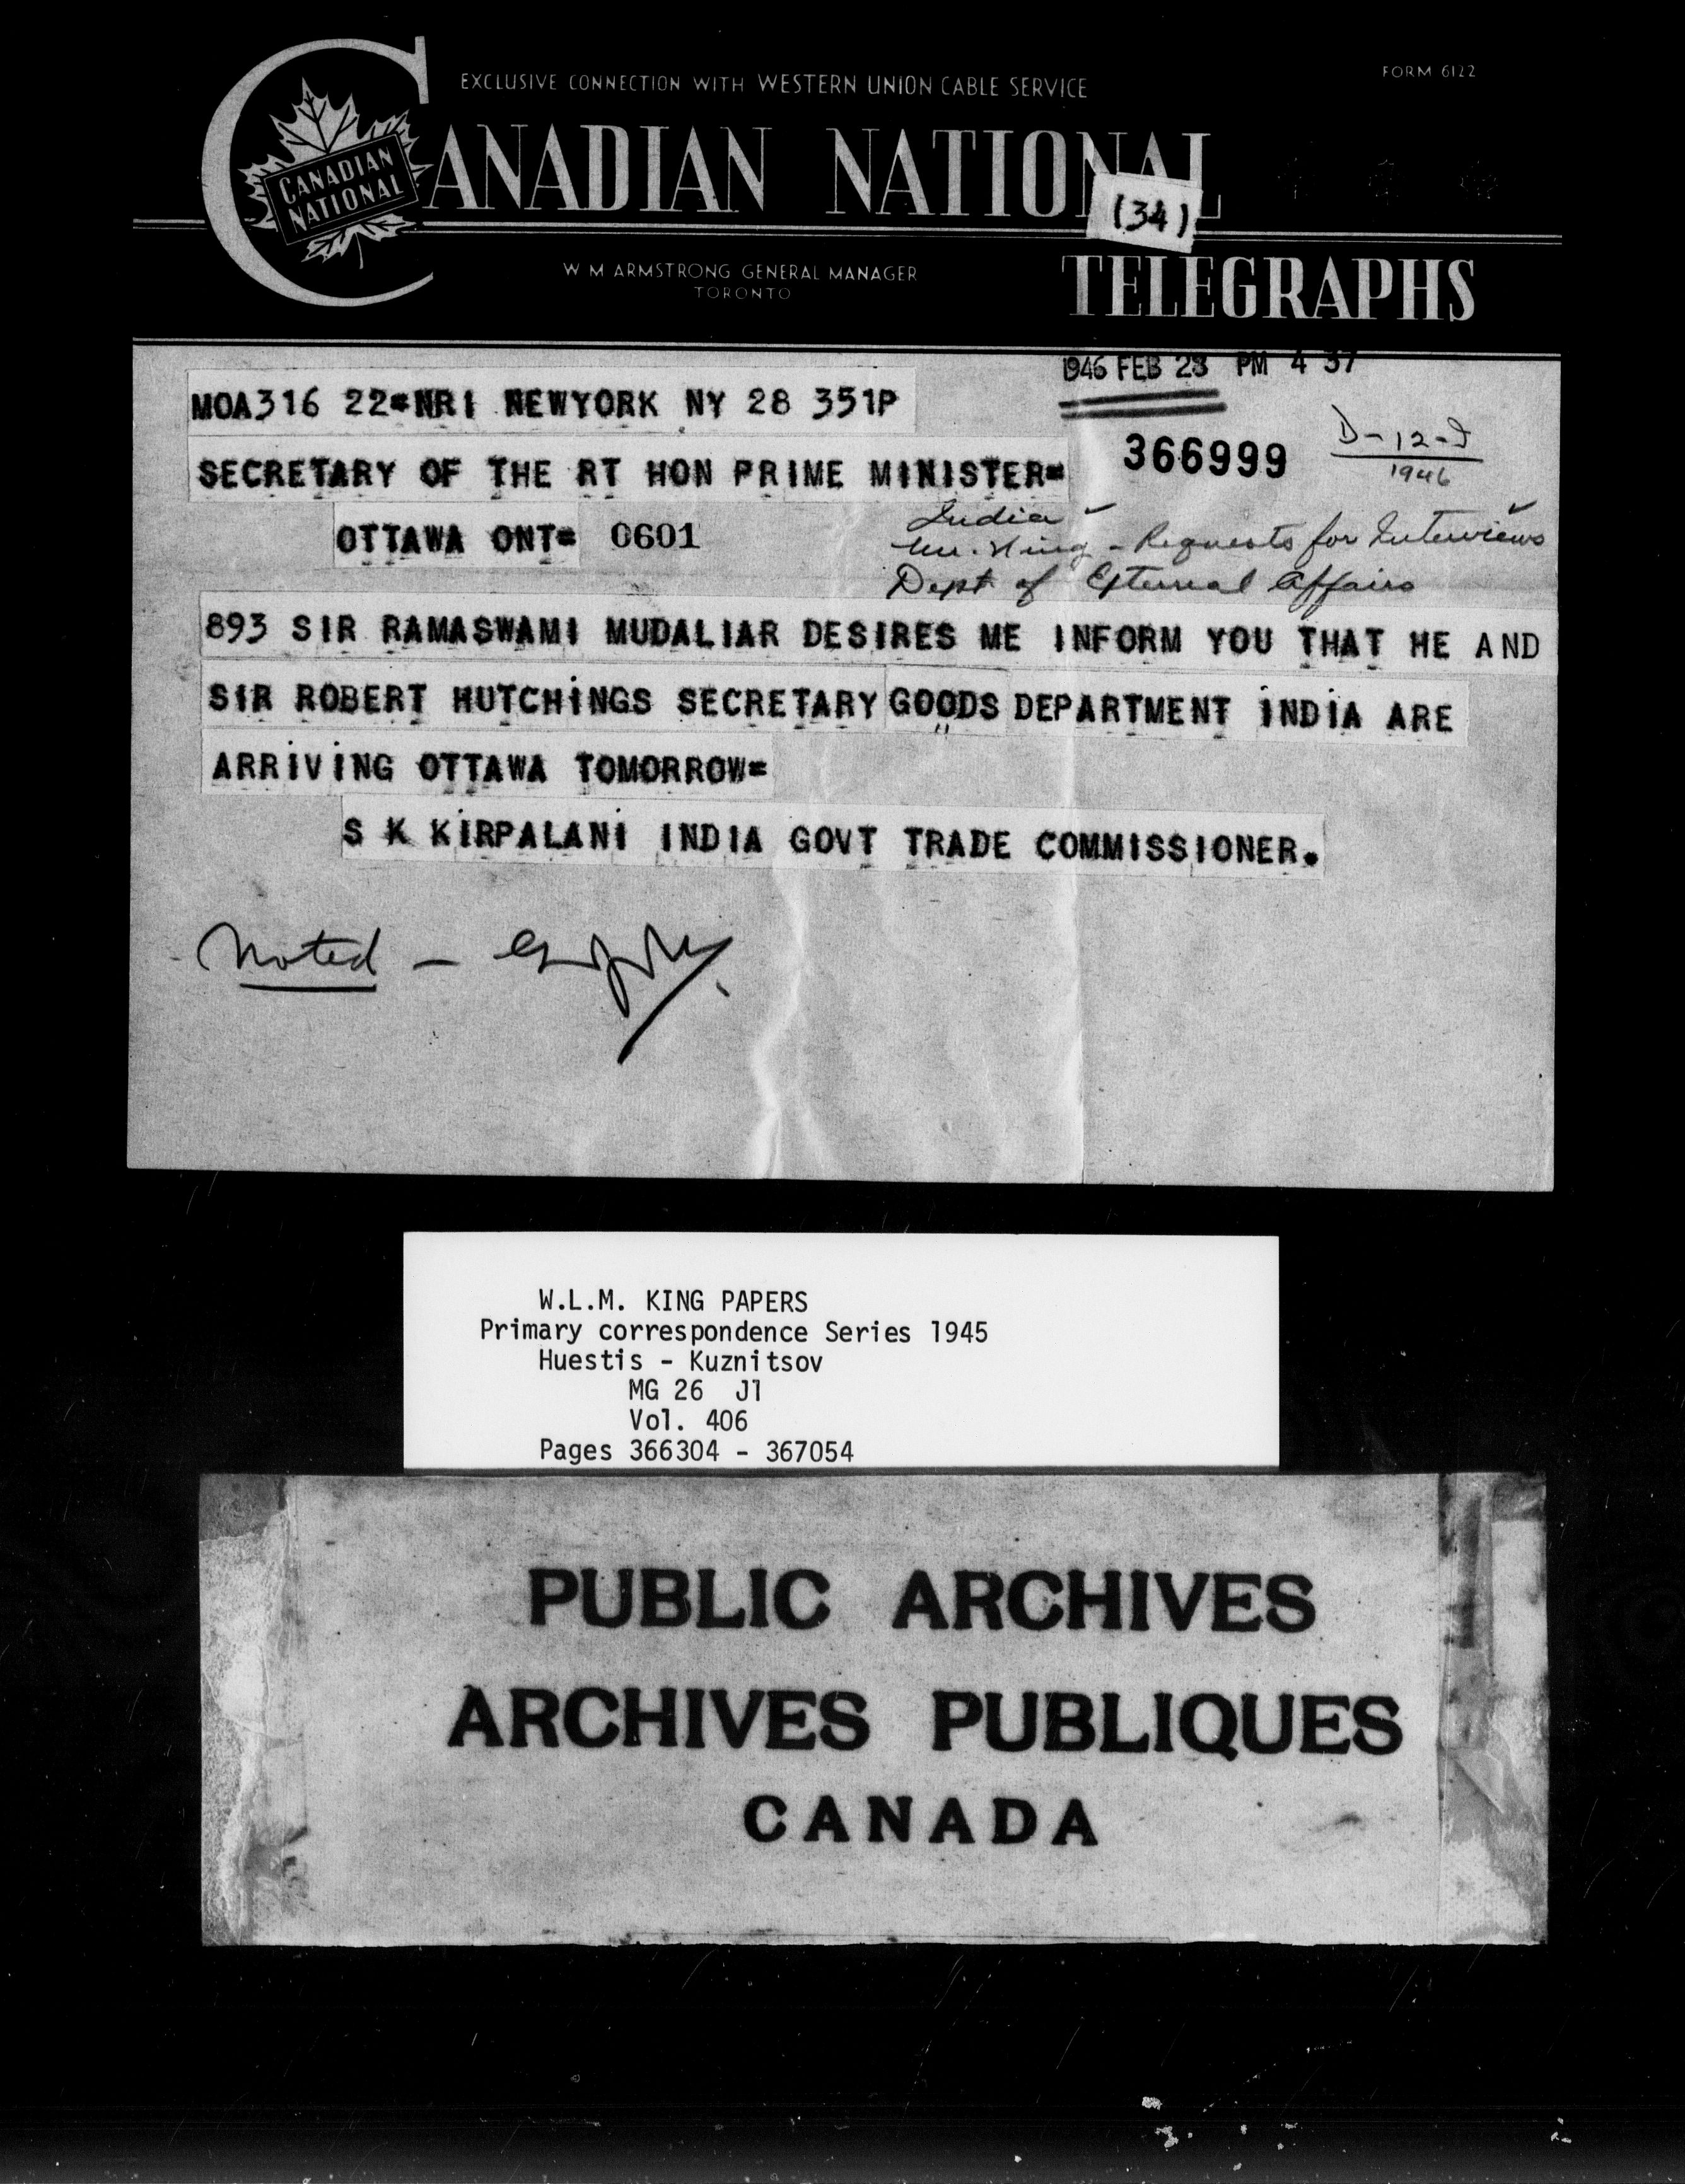 EXCLUSIVE CONNECTION WITH WESTERN UNION CABLE SERVICE
FORM 6122
CANADIAN NATIONAL
CANADIAN NATIONAL
(34)
W M ARMSTRONG GENERAL MANAGER
TORONTO
TELEGRAPHS
1946 FEB 28 PM 4 37
MOA316 22=NRI NEWYORK NY 28 351P
SECRETARY OF THE RT HON PRIME MINISTER=
366999
D-12-I
1946
OTTAWA ONT= 0601
India
Mr. King - Requests for Interviews
Dept of External Affairs
893 SIR RAMASWAMI MUDALIAR DESIRES ME INFORM YOU THAT HE AND
SIR ROBERT HUTCHINGS SECRETARY GOODS DEPARTMENT INDIA ARE
ARRIVING OTTAWA TOMORROW=
S K KIRPALANI INDIA GOVT TRADE COMMISSIONER.
Noted -
W.L.M. KING PAPERS
Primary correspondence Series 1945
Huestis - Kuznitsov
MG 26 J1
Vol. 406
Pages 366304 - 367054
PUBLIC ARCHIVES
ARCHIVES PUBLIQUES
CANADA